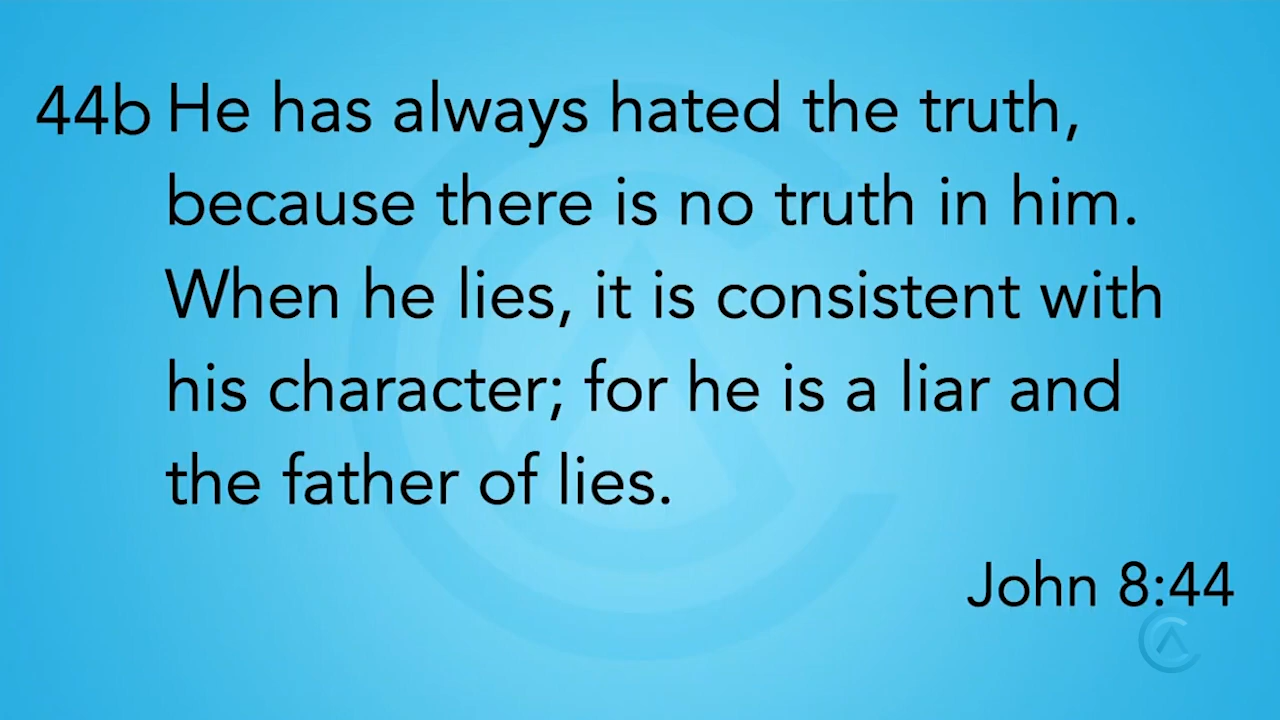 44b He has always hated the truth,
because there is no truth in him.
When he lies, it is consistent with
his character; for he is a liar and
the father of lies.
John 8:44